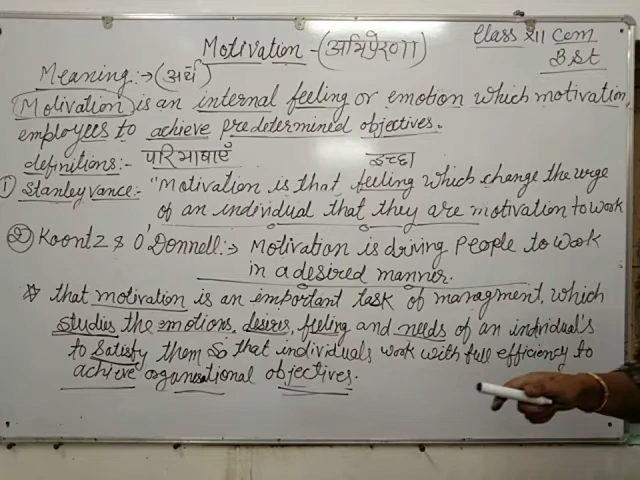 Motivation - (अभिप्रेरणा)
Class XII Com
BSt
Meaning :→ (अर्थ)
Motivation is an internal feeling or emotion which motivation
employees to achieve predetermined objectives.
definitions:- परिभाषाएँ इच्छा
① Stanley vance:- "Motivation is that feeling which change the urge
of an individual that they are motivation to work
② Koontz & O'Donnell :→ Motivation is driving people to work
in a desired manner.
☆ that motivation is an important task of managment, which
studies the emotions, desiris, feeling and needs of an individual's
to satisfy them so that individuals work with full efficiency to
achieve organisational objectives.